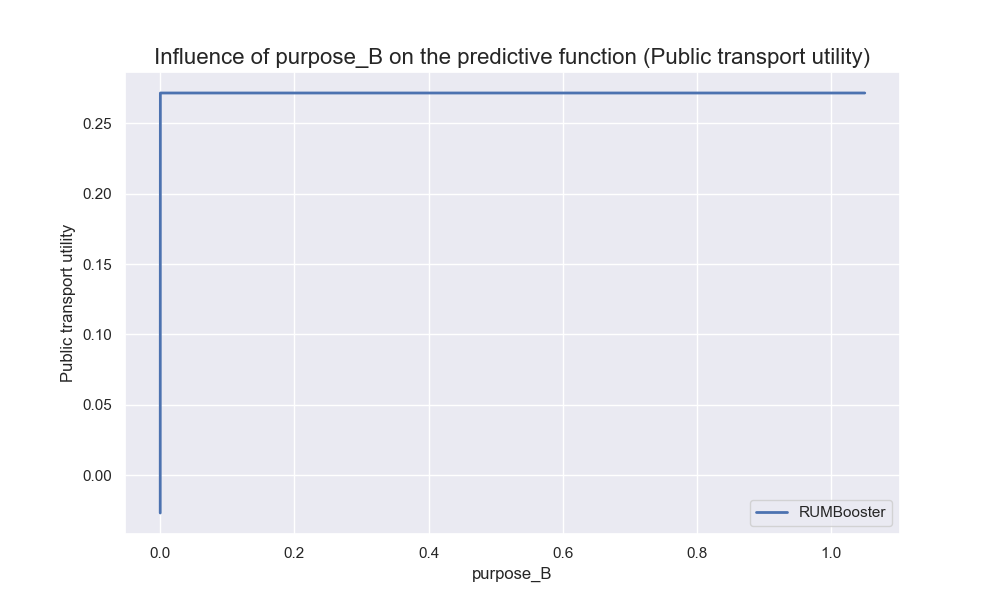 Influence of purpose_B on the predictive function (Public transport utility)
Public transport utility
0.25
0.20
0.15
0.10
0.05
0.00
RUMBooster
0.0 0.2 0.4 0.6 0.8 1.0
purpose_B